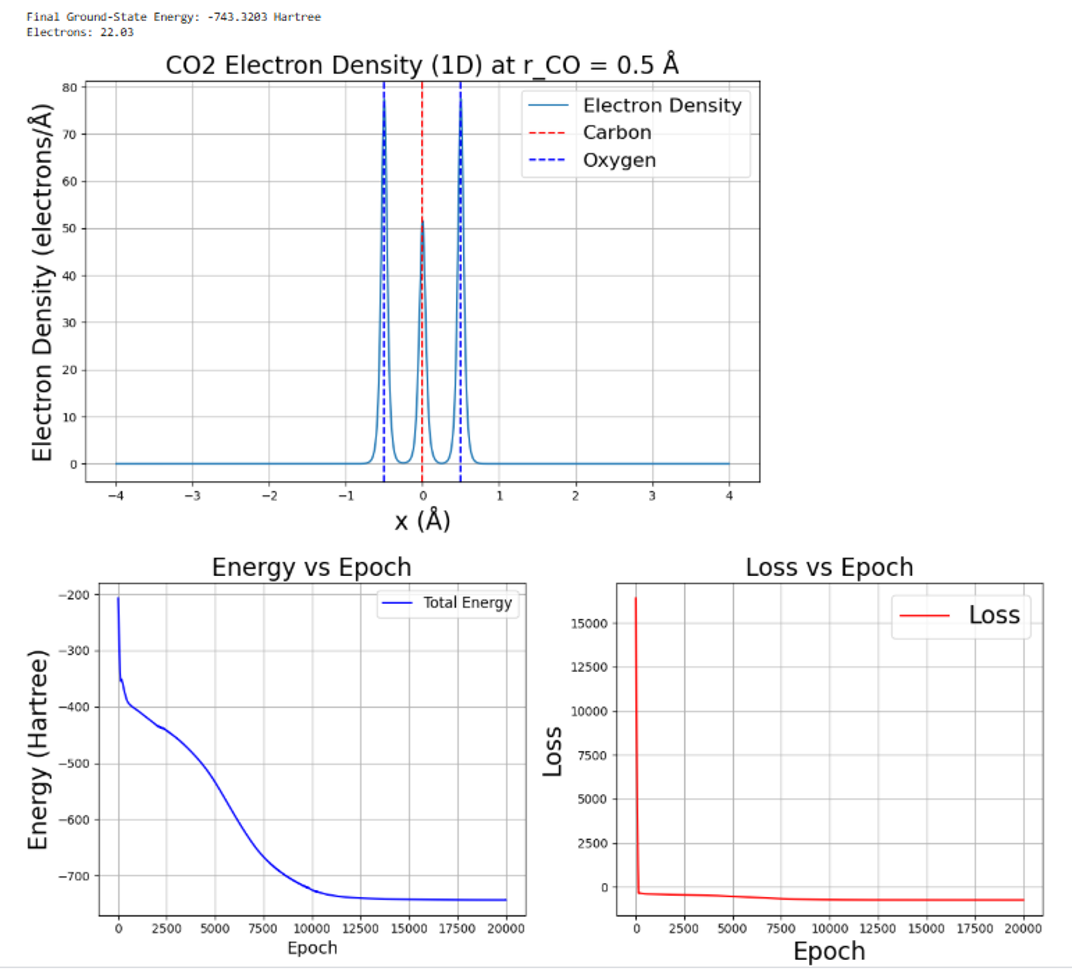 Final Ground-State Energy: -743.3203 Hartree
Electrons: 22.03
CO2 Electron Density (1D) at r_CO = 0.5 Å
Electron Density (electrons/Å)
80
70
60
50
40
30
20
10
0
Electron Density
Carbon
Oxygen
−4 −3 −2 −1 0 1 2 3 4
x (Å)
Energy vs Epoch
Energy (Hartree)
−200
−300
−400
−500
−600
−700
Total Energy
0 2500 5000 7500 10000 12500 15000 17500 20000
Epoch
Loss vs Epoch
Loss
15000
12500
10000
7500
5000
2500
0
Loss
0 2500 5000 7500 10000 12500 15000 17500 20000
Epoch